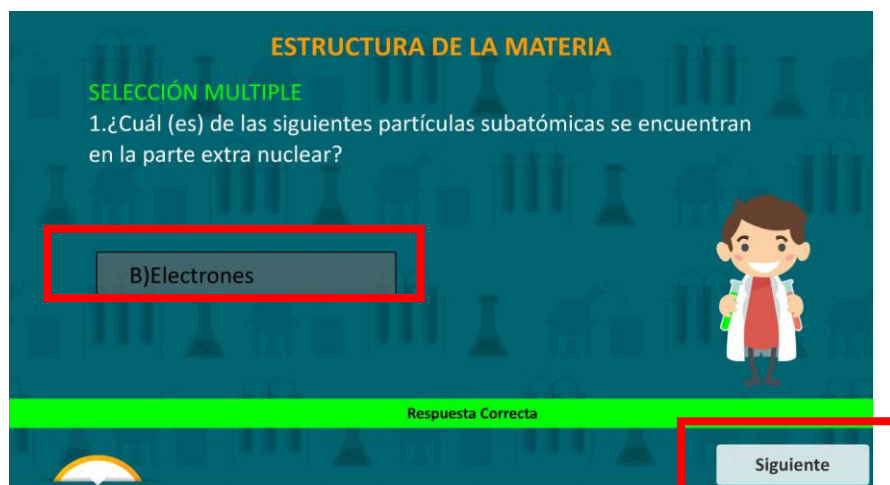 ESTRUCTURA DE LA MATERIA
SELECCIÓN MULTIPLE
1.¿Cuál (es) de las siguientes partículas subatómicas se encuentran
en la parte extra nuclear?
B)Electrones
Respuesta Correcta
Siguiente